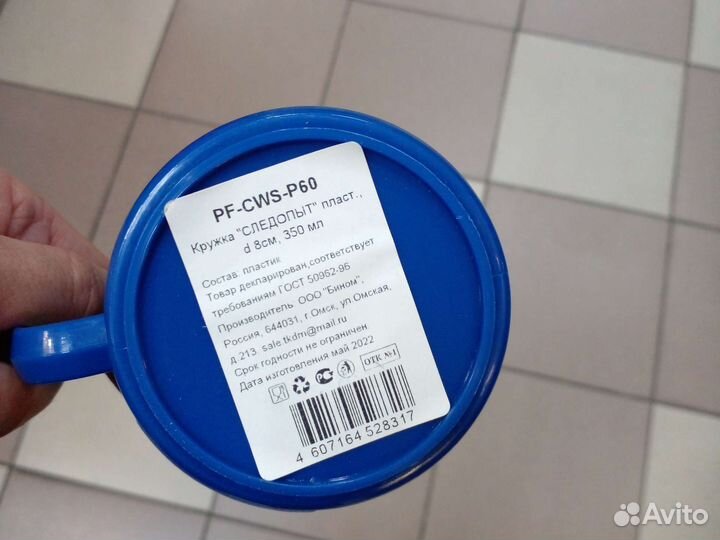 PF-CWS-P60
Кружка "СЛЕДОПЫТ" пласт.,
d 8см, 350 мл
Состав: пластик
Товар декларирован,соответствует
требованиям ГОСТ 50962-96
Производитель: ООО "Бином",
Россия, 644031, г.Омск, ул.Омская,
д.213 sale.tkdm@mail.ru
Срок годности не ограничен
Дата изготовления май 2022
ОТК №1
4 607164 528317
Avito